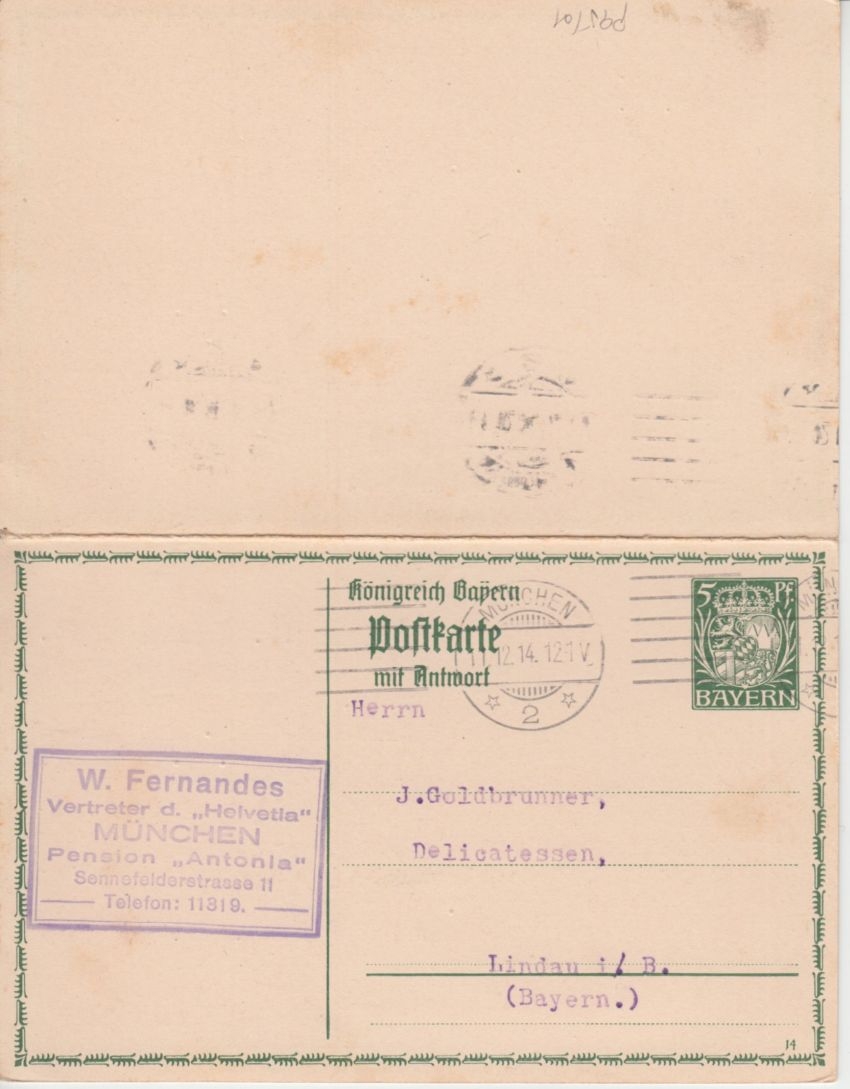 Königreich Bayern
Postkarte
mit Antwort
5 Pf
BAYERN
MÜNCHEN
12.14. 12-1 V.
2
Herrn
J. Goldbrunner,
Delicatessen,
Lindau i/ B.
(Bayern.)
W. Fernandes
Vertreter d. „Helvetia"
MÜNCHEN
Pension „Antonia"
Sennefelderstrasse 11
Telefon: 11319.
14